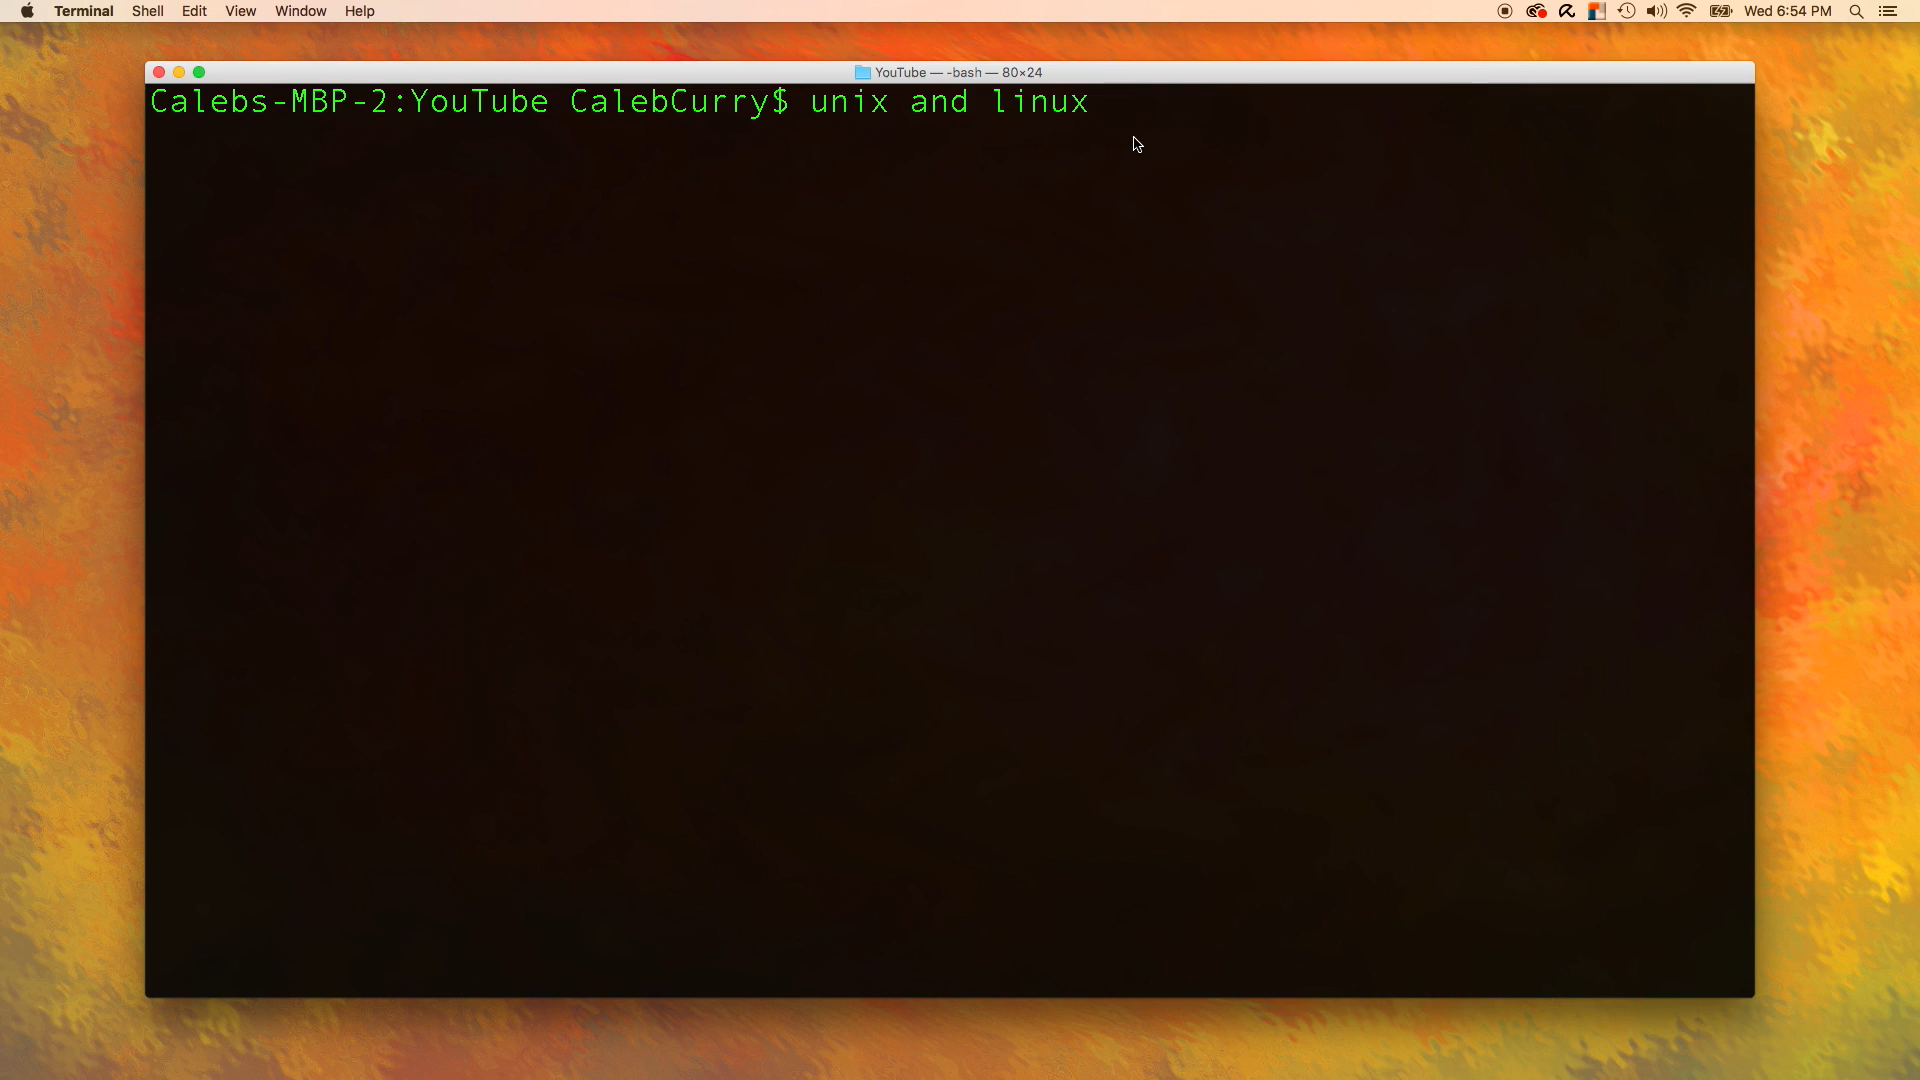 Terminal Shell Edit View Window Help Wed 6:54 PM
YouTube — -bash — 80×24
Calebs-MBP-2:YouTube CalebCurry$ unix and linux